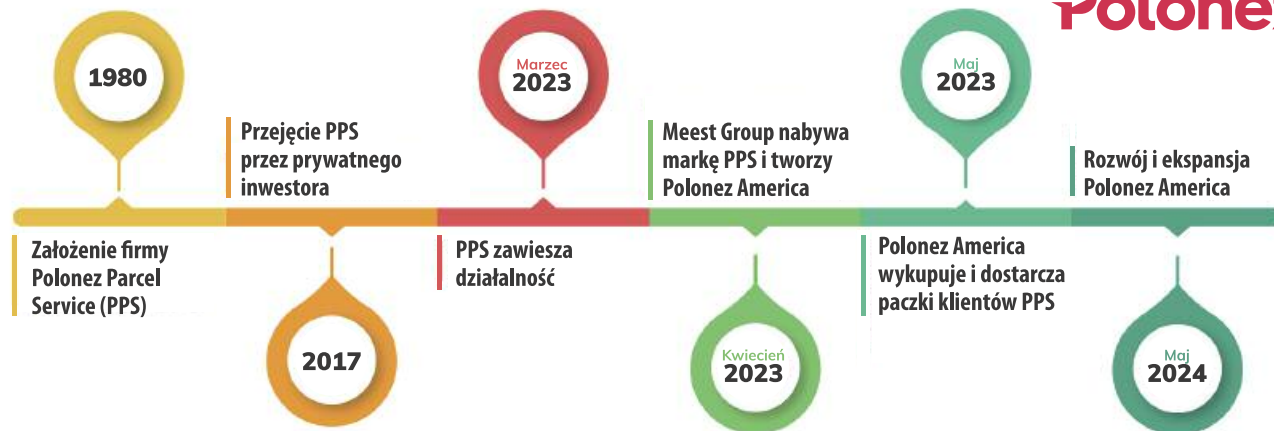 Polonez
1980
Założenie firmy
Polonez Parcel
Service (PPS)
Przejęcie PPS
przez prywatnego
inwestora
2017
Marzec
2023
PPS zawiesza
działalność
Meest Group nabywa
markę PPS i tworzy
Polonez America
Kwiecień
2023
Maj
2023
Polonez America
wykupuje i dostarcza
paczki klientów PPS
Rozwój i ekspansja
Polonez America
Maj
2024